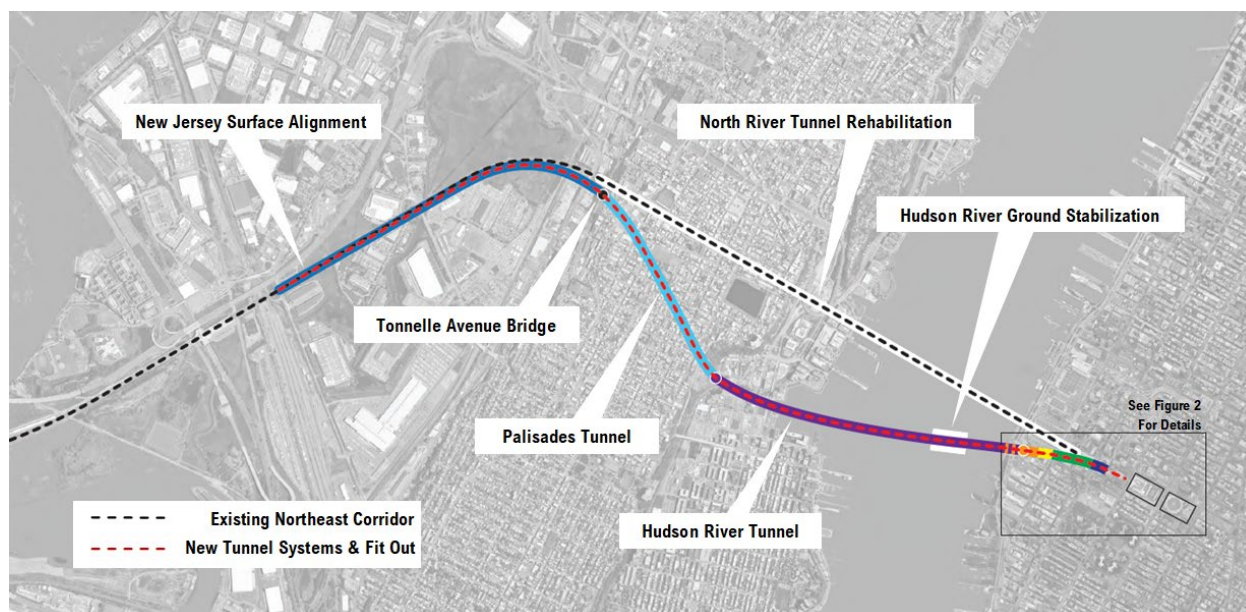 New Jersey Surface Alignment
North River Tunnel Rehabilitation
Hudson River Ground Stabilization
Tonnelle Avenue Bridge
Palisades Tunnel
See Figure 2
For Details
Hudson River Tunnel
Existing Northeast Corridor
New Tunnel Systems & Fit Out